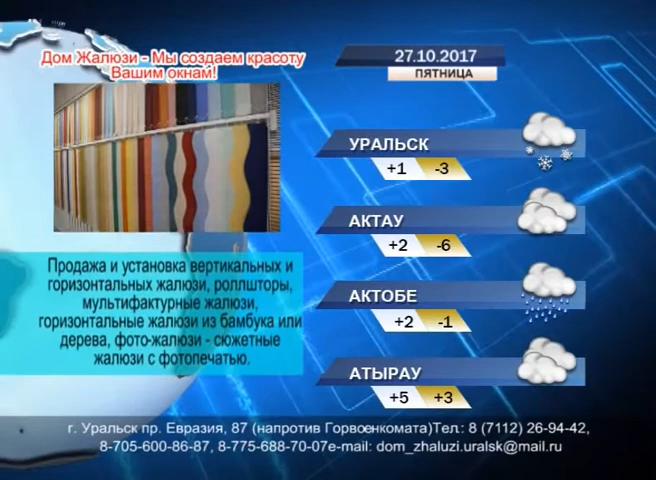 Дом Жалюзи - Мы создаем красоту
Вашим окнам!
27.10.2017
ПЯТНИЦА
УРАЛЬСК
+1 -3
АКТАУ
+2 -6
АКТОБЕ
+2 -1
АТЫРАУ
+5 +3
Продажа и установка вертикальных и
горизонтальных жалюзи, роллшторы,
мультифактурные жалюзи,
горизонтальные жалюзи из бамбука или
дерева, фото-жалюзи - сюжетные
жалюзи с фотопечатью.
г. Уральск пр. Евразия, 87 (напротив Горвоенкомата)Тел.: 8 (7112) 26-94-42,
8-705-600-86-87, 8-775-688-70-07e-mail: dom_zhaluzi.uralsk@mail.ru